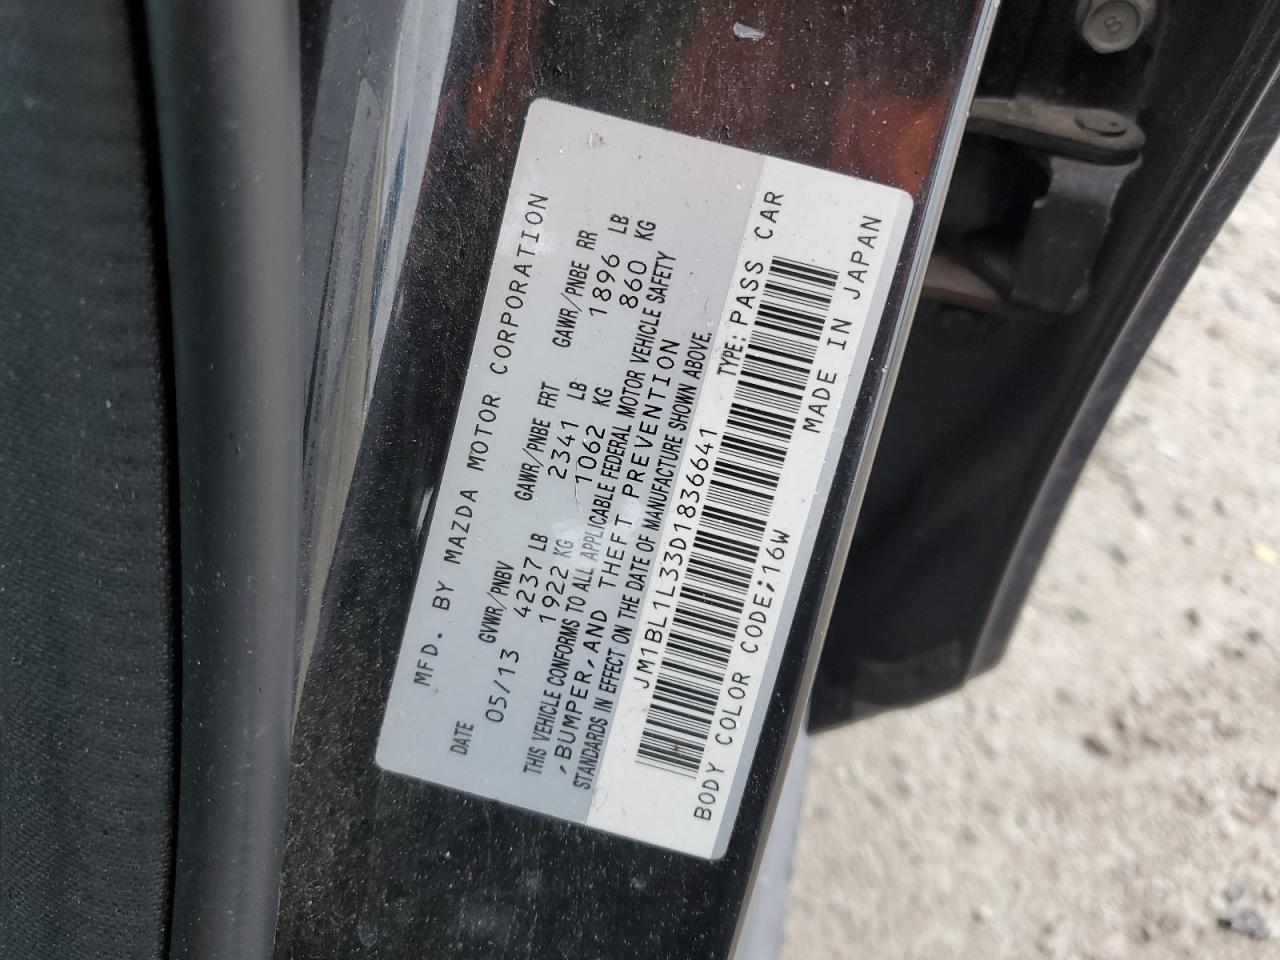 MFD. BY MAZDA MOTOR CORPORATION
DATE GVWR/PNBV GAWR/PNBE FRT GAWR/PNBE RR
05/13 4237 LB 2341 LB 1896 LB
1922 KG 1062 KG 860 KG
THIS VEHICLE CONFORMS TO ALL APPLICABLE FEDERAL MOTOR VEHICLE SAFETY
,BUMPER,AND THEFT PREVENTION
STANDARDS IN EFFECT ON THE DATE OF MANUFACTURE SHOWN ABOVE.
JM1BL1L33D1836641 TYPE: PASS CAR
BODY COLOR CODE;16W MADE IN JAPAN
8